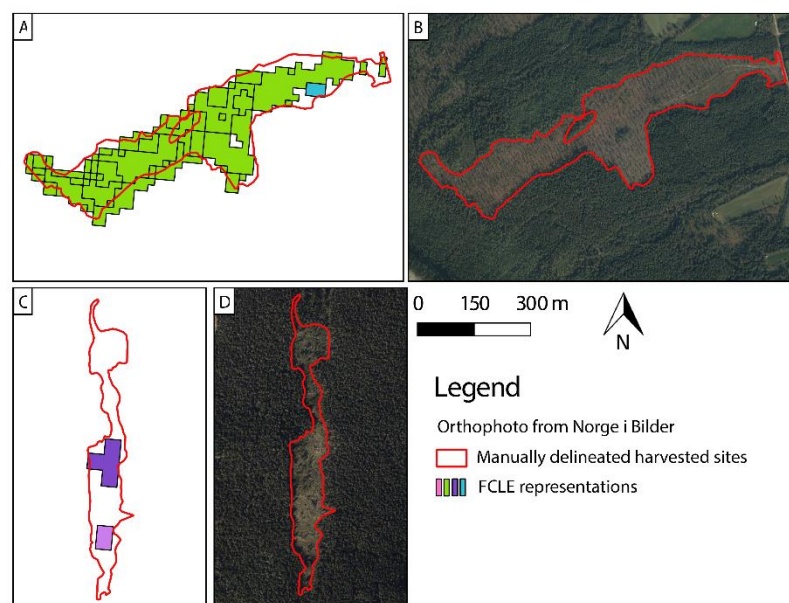 A
B
C
D
0 150 300 m
N
Legend
Orthophoto from Norge i Bilder
Manually delineated harvested sites
FCLE representations